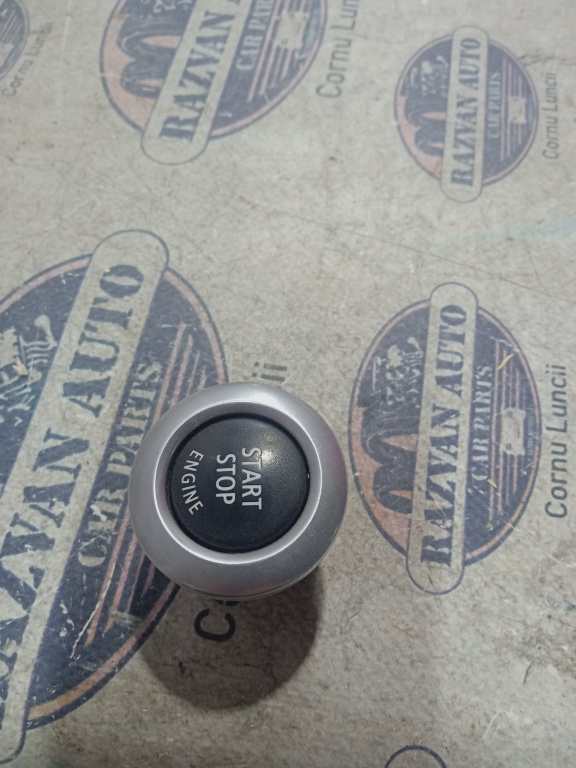 START
STOP
ENGINE
RAZVAN AUTO
CAR PARTS
Cornu Lun
RAZVAN AUTO
CAR PARTS
Cornu Luncii
RAZVAN AUTO
CAR PARTS
RAZVAN AUTO
CAR PARTS
Cornu Luncii